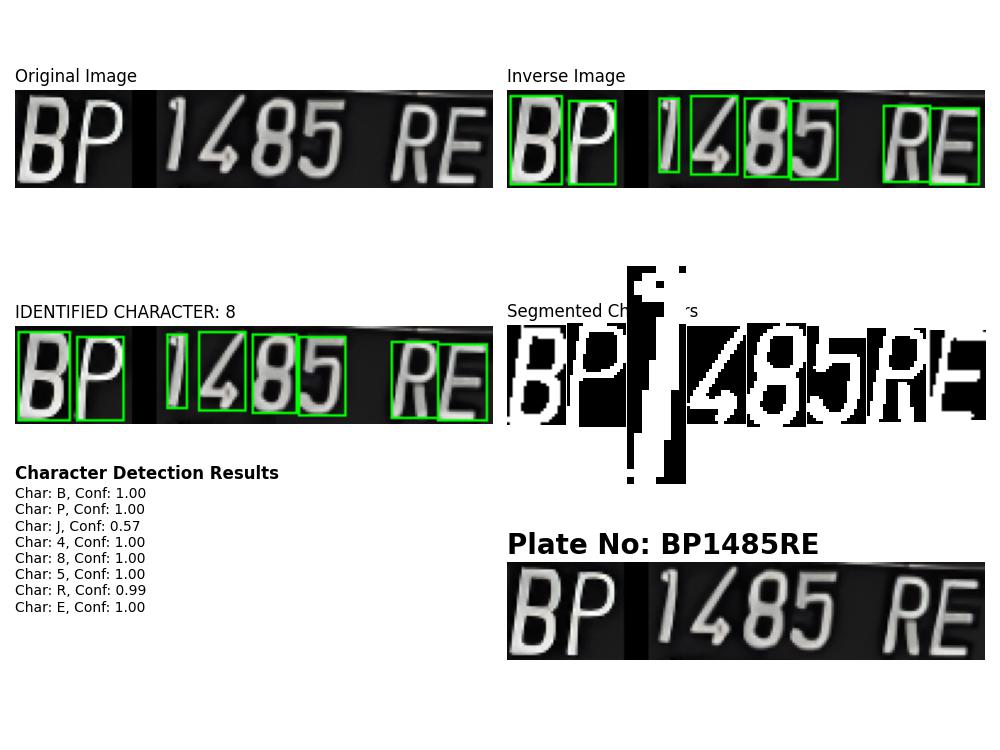 Original Image
BP 1485 RE
Inverse Image
BP 1485 RE
IDENTIFIED CHARACTER: 8
BP 1485 RE
Segmented Ch rs
BP1485RE
Character Detection Results
Char: B, Conf: 1.00
Char: P, Conf: 1.00
Char: J, Conf: 0.57
Char: 4, Conf: 1.00
Char: 8, Conf: 1.00
Char: 5, Conf: 1.00
Char: R, Conf: 0.99
Char: E, Conf: 1.00
Plate No: BP1485RE
BP 1485 RE